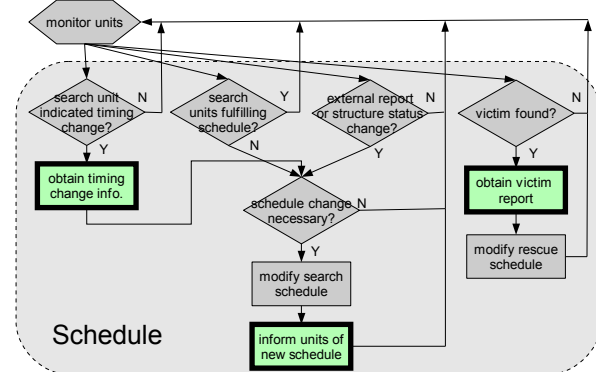 monitor units
search unit
indicated timing
change?
N
Y
search
units fulfilling
schedule?
Y
N
external report
or structure status
change?
N
Y
victim found?
N
Y
obtain timing
change info.
obtain victim
report
schedule change
necessary?
N
Y
modify rescue
schedule
modify search
schedule
inform units of
new schedule
Schedule